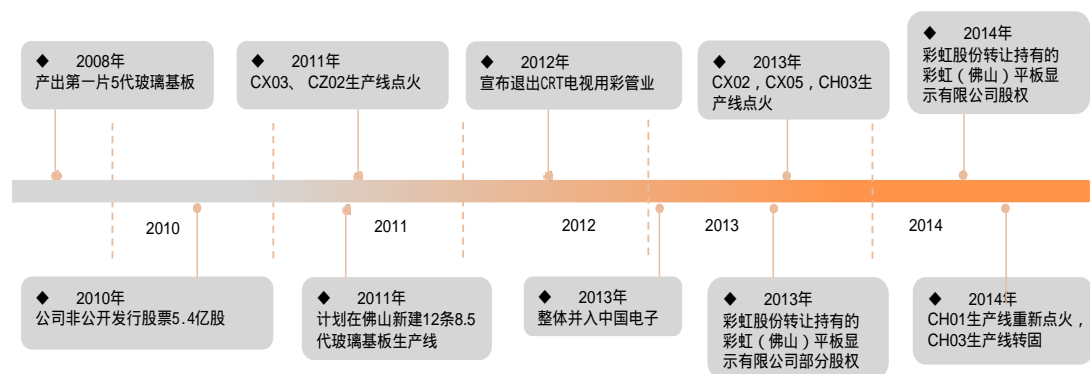 ◆ 2008年
产出第一片5代玻璃基板
◆ 2011年
CX03、 CZ02生产线点火
◆ 2012年
宣布退出CRT电视用彩管业
◆ 2013年
CX02，CX05，CH03生
产线点火
◆ 2014年
彩虹股份转让持有的
彩虹（佛山）平板显
示有限公司股权
2010
2011
2012
2013
2014
◆ 2010年
公司非公开发行股票5.4亿股
◆ 2011年
计划在佛山新建12条8.5
代玻璃基板生产线
◆ 2013年
整体并入中国电子
◆ 2013年
彩虹股份转让持有的
彩虹（佛山）平板显
示有限公司部分股权
◆ 2014年
CH01生产线重新点火，
CH03生产线转固